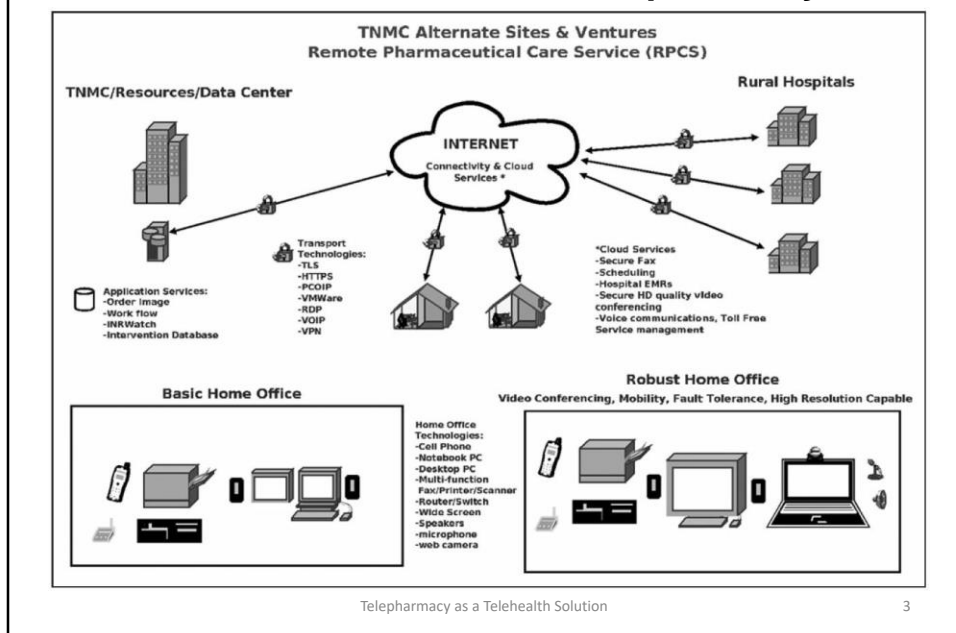 TNMC Alternate Sites & Ventures
Remote Pharmaceutical Care Service (RPCS)
TNMC/Resources/Data Center
Rural Hospitals
INTERNET
Connectivity & Cloud
Services *
Transport
Technologies:
-TLS
-HTTPS
-PCOIP
-VMWare
-RDP
-VOIP
-VPN
*Cloud Services
-Secure Fax
-Scheduling
-Hospital EMRs
-Secure HD quality video
conferencing
-Voice communications, Toll Free
Service management
Application Services:
-Order Image
-Work flow
-INRWatch
-Intervention Database
Basic Home Office
Robust Home Office
Video Conferencing, Mobility, Fault Tolerance, High Resolution Capable
Home Office
Technologies:
-Cell Phone
-Notebook PC
-Desktop PC
-Multi-function
Fax/Printer/Scanner
-Router/Switch
-Wide Screen
-Speakers
-microphone
-web camera
Telepharmacy as a Telehealth Solution
3